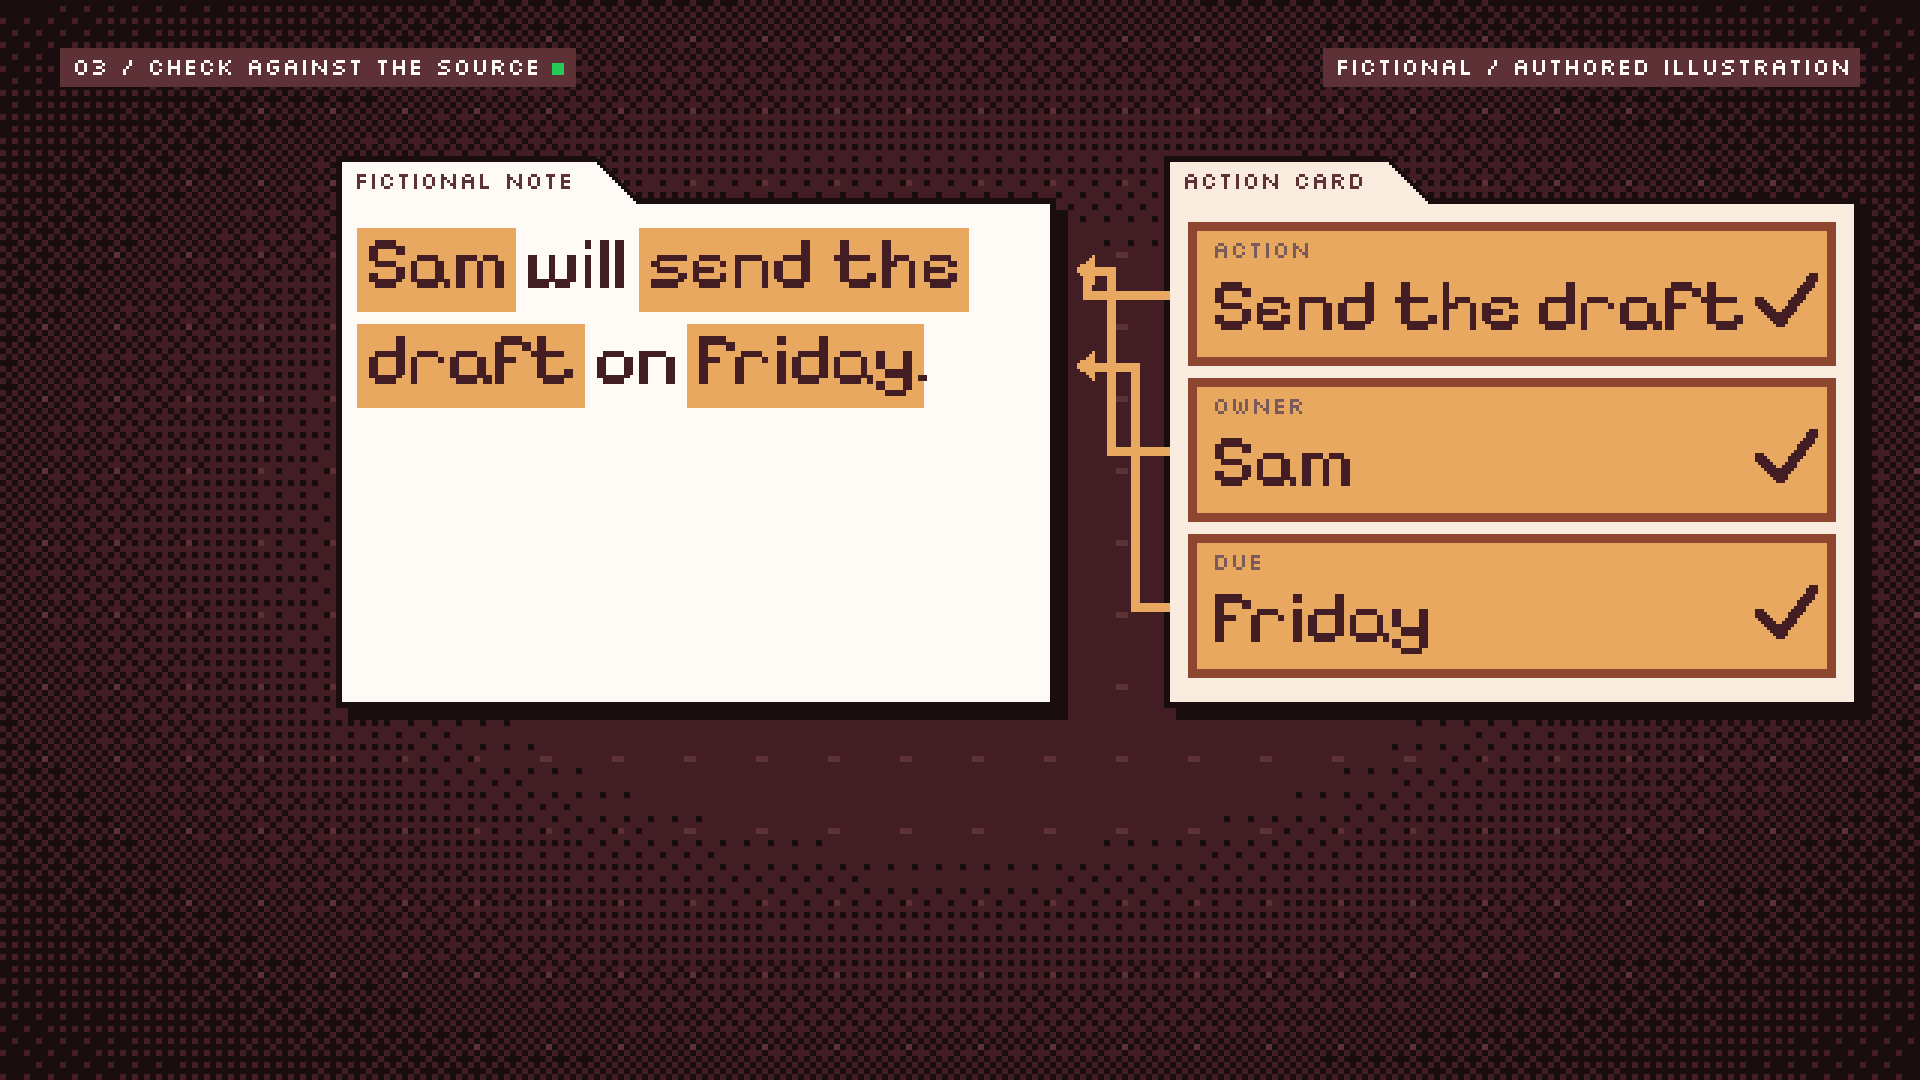 03 / CHECK AGAINST THE SOURCE
FICTIONAL / AUTHORED ILLUSTRATION
FICTIONAL NOTE
Sam will send the
draft on Friday.
ACTION CARD
ACTION
Send the draft
OWNER
Sam
DUE
Friday